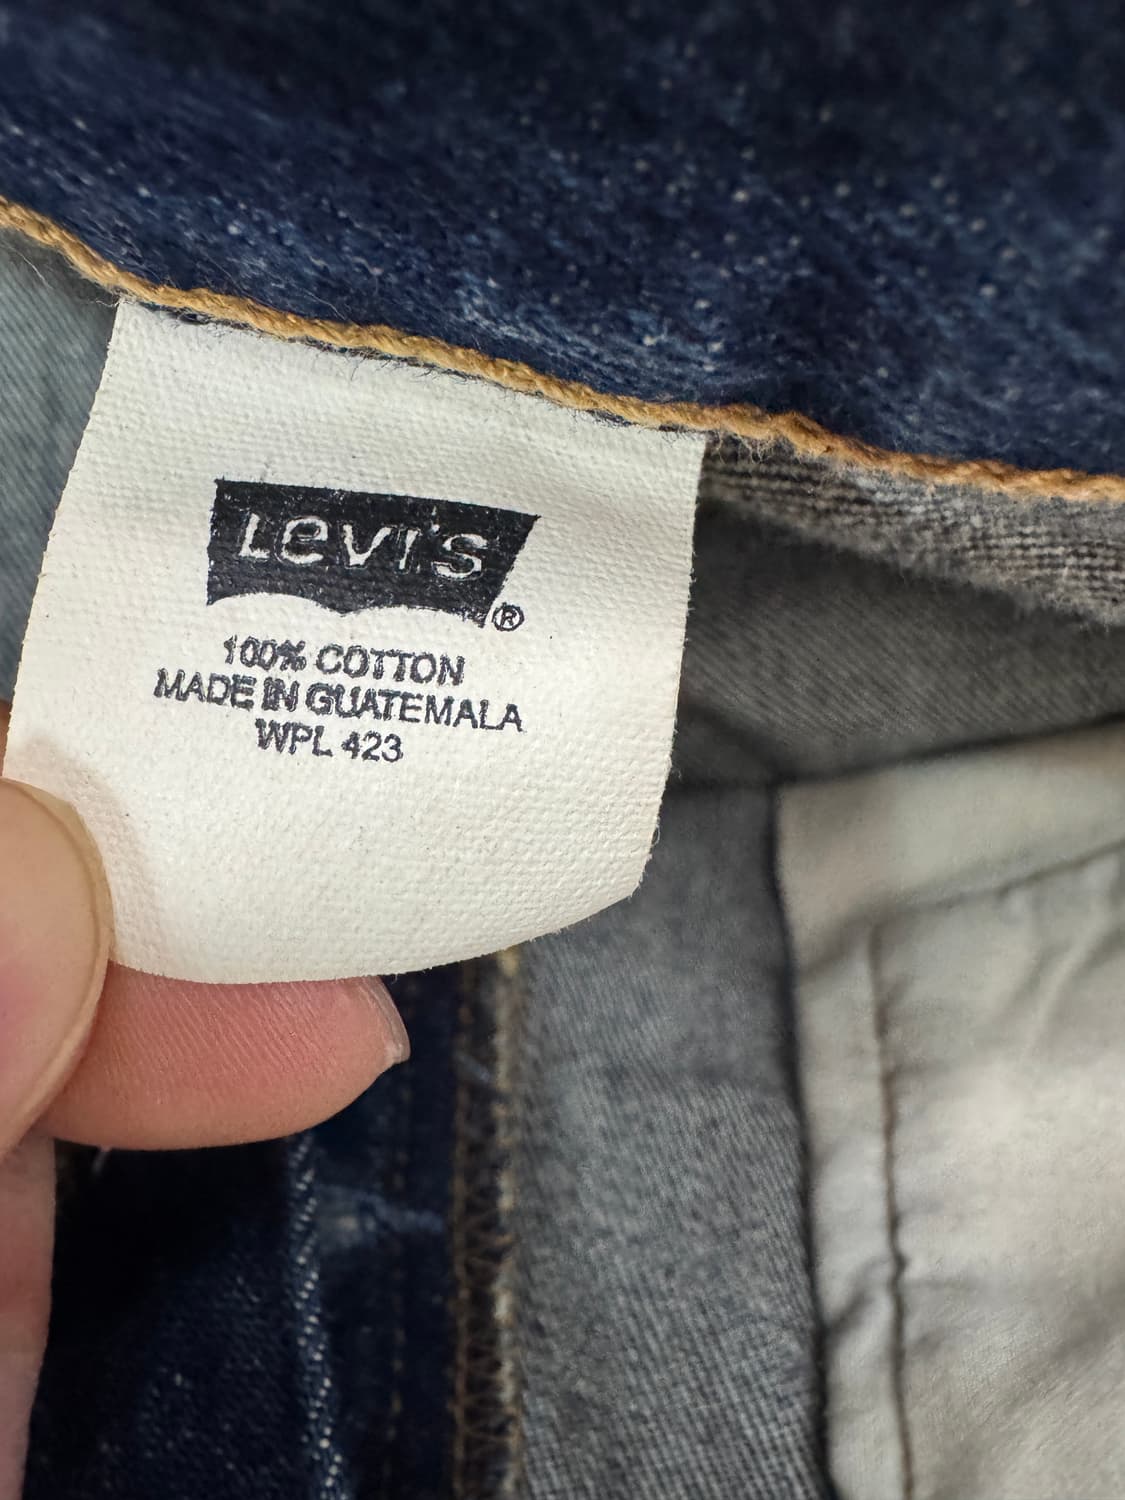 Levi's ®
100% COTTON
MADE IN GUATEMALA
WPL 423